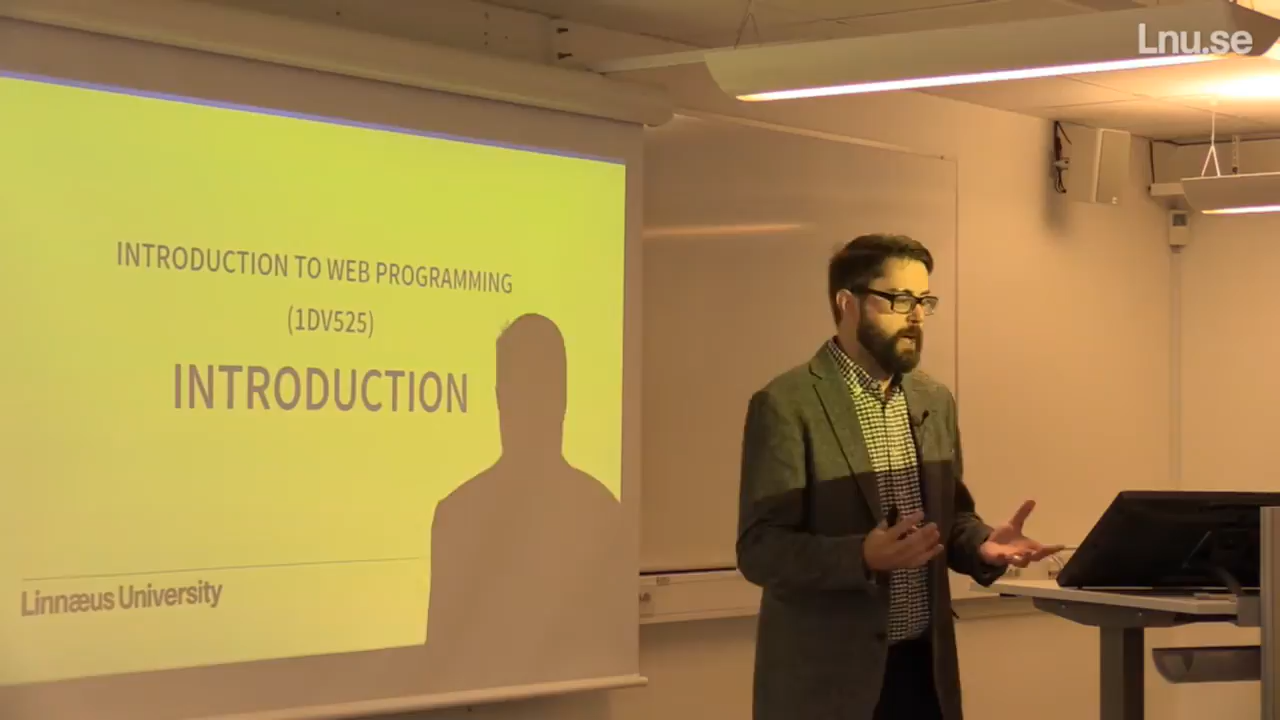 Lnu.se
INTRODUCTION TO WEB PROGRAMMING
(1DV525)
INTRODUCTION
Linnæus University